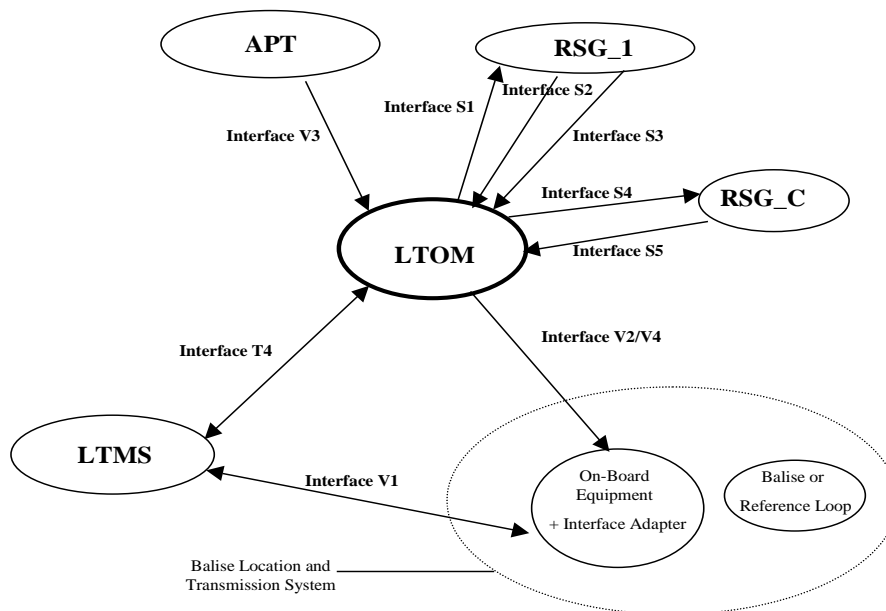 APT
RSG_1
Interface S1
Interface S2
Interface V3
Interface S3
Interface S4
RSG_C
LTOM
Interface S5
Interface T4
Interface V2/V4
LTMS
Interface V1
On-Board
Equipment
+ Interface Adapter
Balise or
Reference Loop
Balise Location and
Transmission System